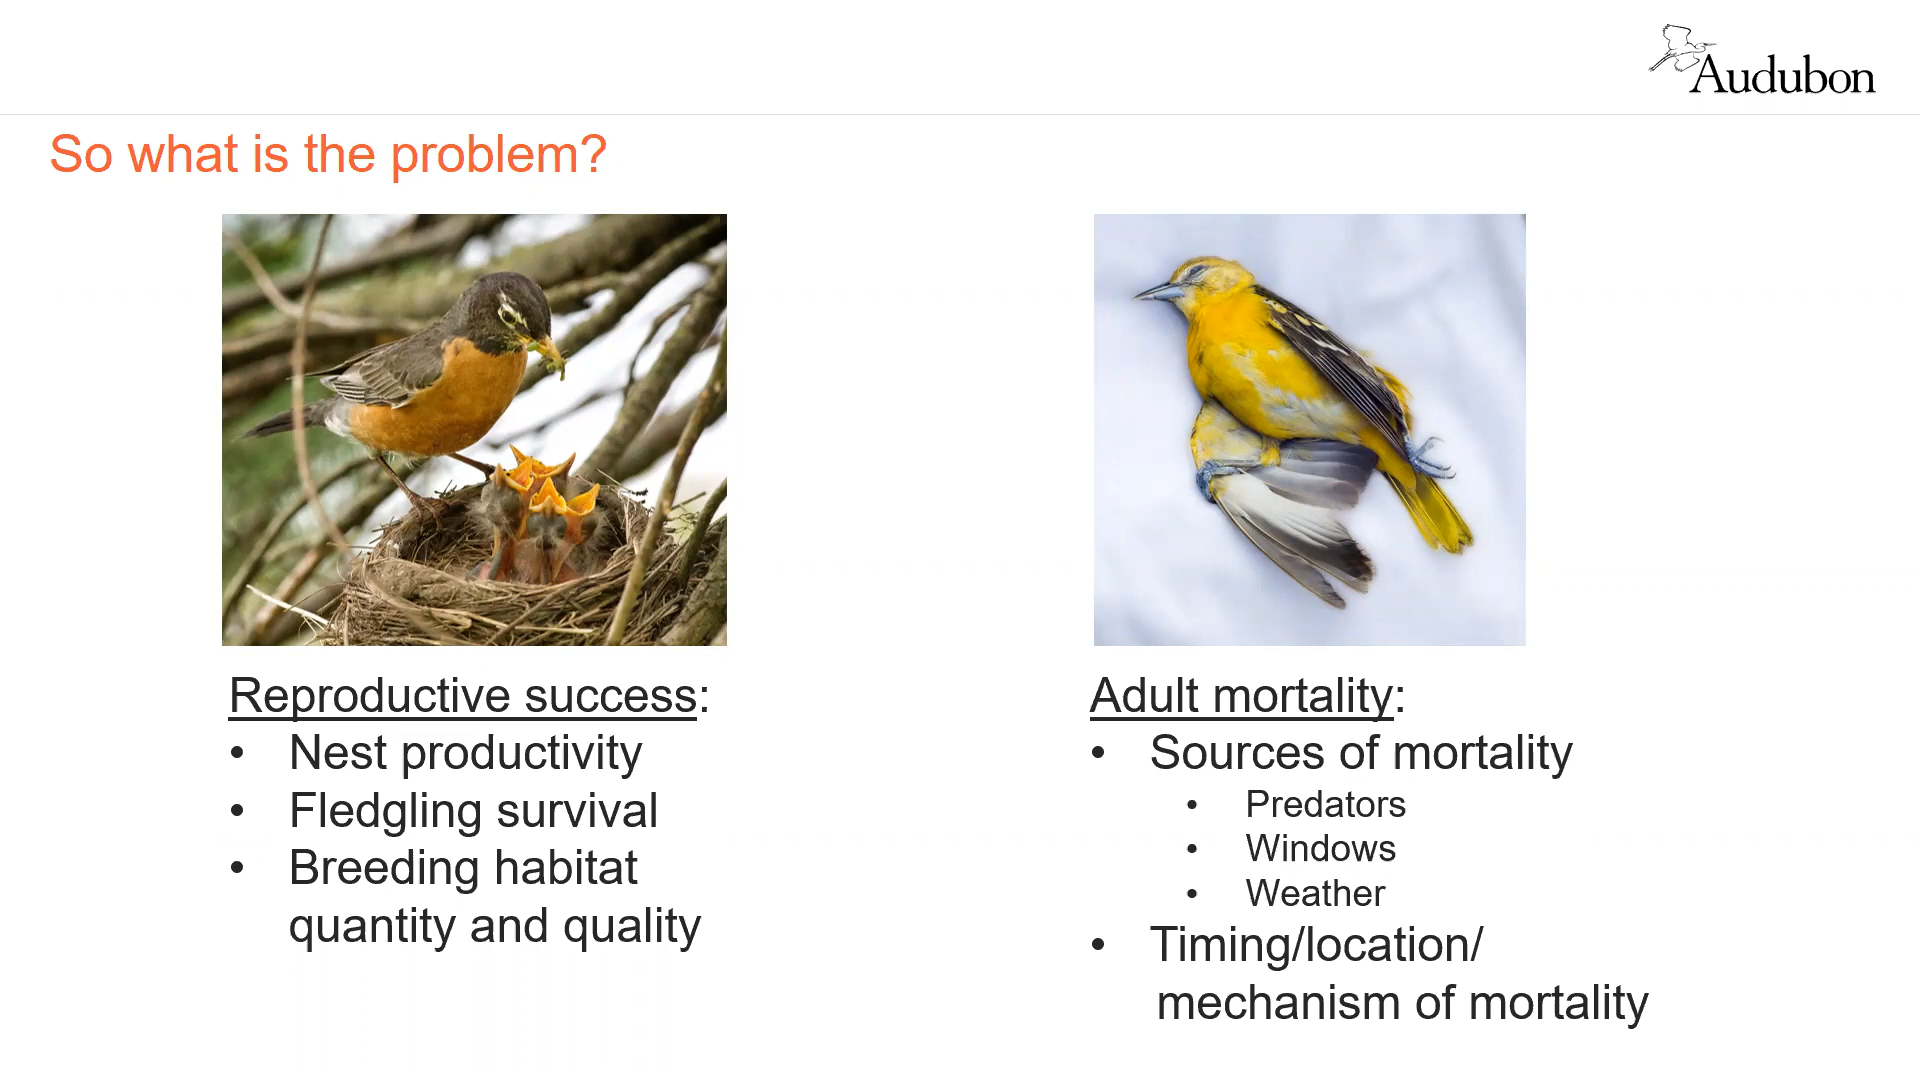 Audubon
So what is the problem?
Reproductive success:
• Nest productivity
• Fledgling survival
• Breeding habitat
quantity and quality
Adult mortality:
• Sources of mortality
• Predators
• Windows
• Weather
• Timing/location/
mechanism of mortality